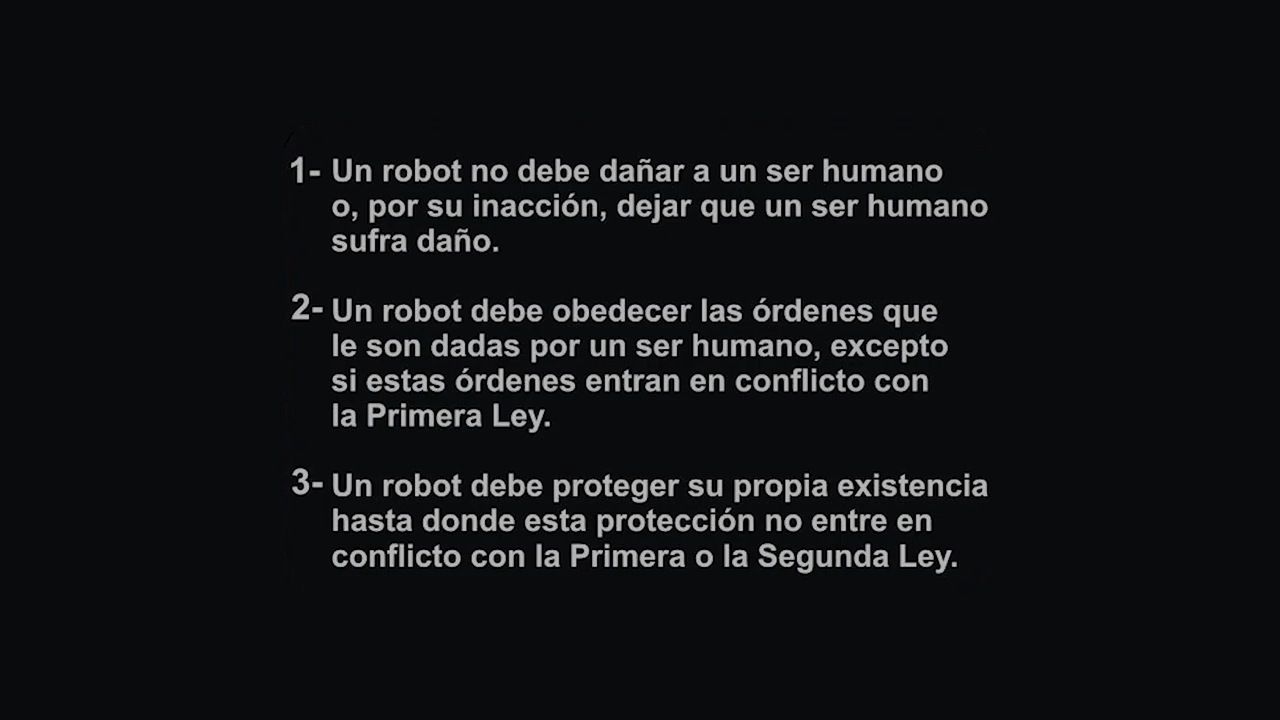 1- Un robot no debe dañar a un ser humano
o, por su inacción, dejar que un ser humano
sufra daño.
2- Un robot debe obedecer las órdenes que
le son dadas por un ser humano, excepto
si estas órdenes entran en conflicto con
la Primera Ley.
3- Un robot debe proteger su propia existencia
hasta donde esta protección no entre en
conflicto con la Primera o la Segunda Ley.